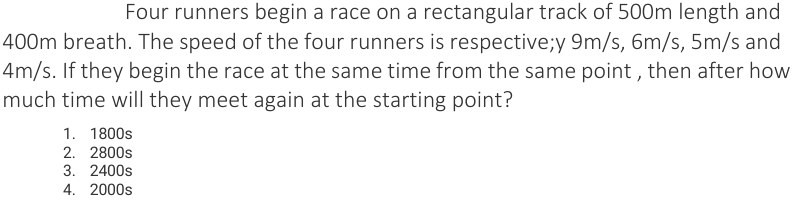 Four runners begin a race on a rectangular track of 500m length and
400m breath. The speed of the four runners is respective;y 9m/s, 6m/s, 5m/s and
4m/s. If they begin the race at the same time from the same point , then after how
much time will they meet again at the starting point?
1. 1800s
2. 2800s
3. 2400s
4. 2000s